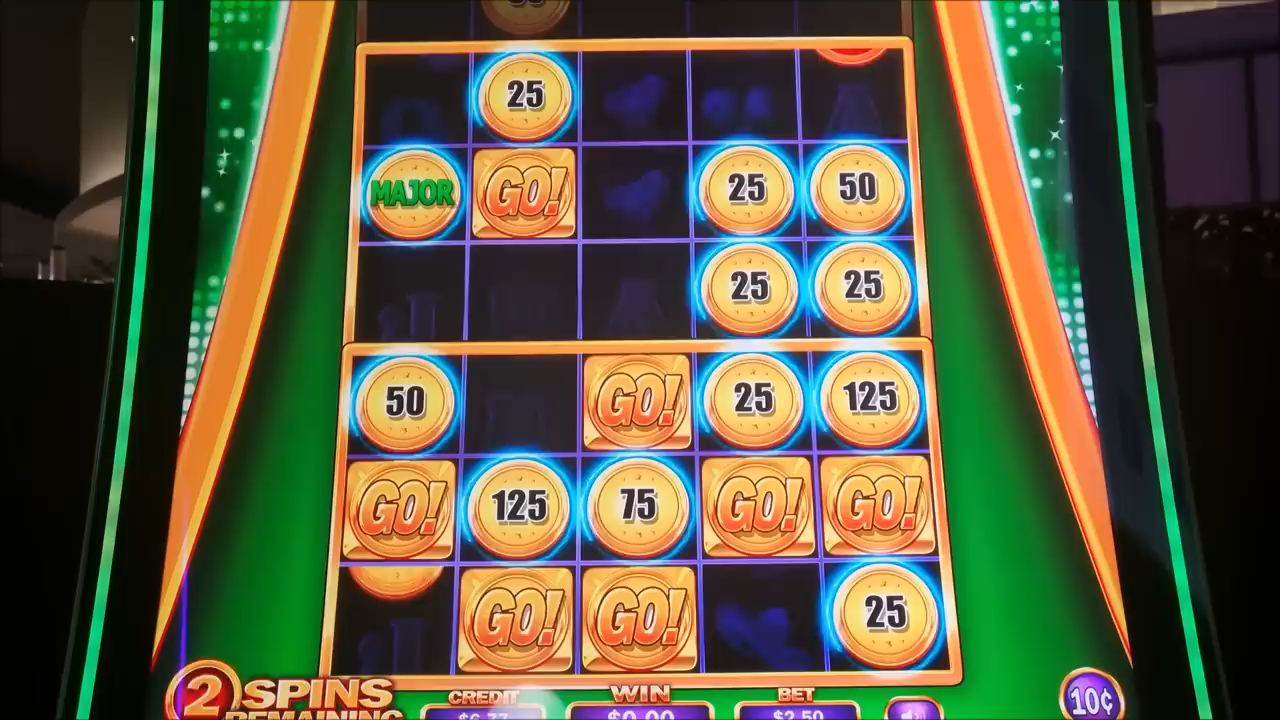 25
MAJOR GO! 25 50
25 25
50 GO! 25 125
GO! 125 75 GO! GO!
GO! GO! 25
2 SPINS REMAINING
CREDIT WIN BET
$0.00 $2.50
10¢